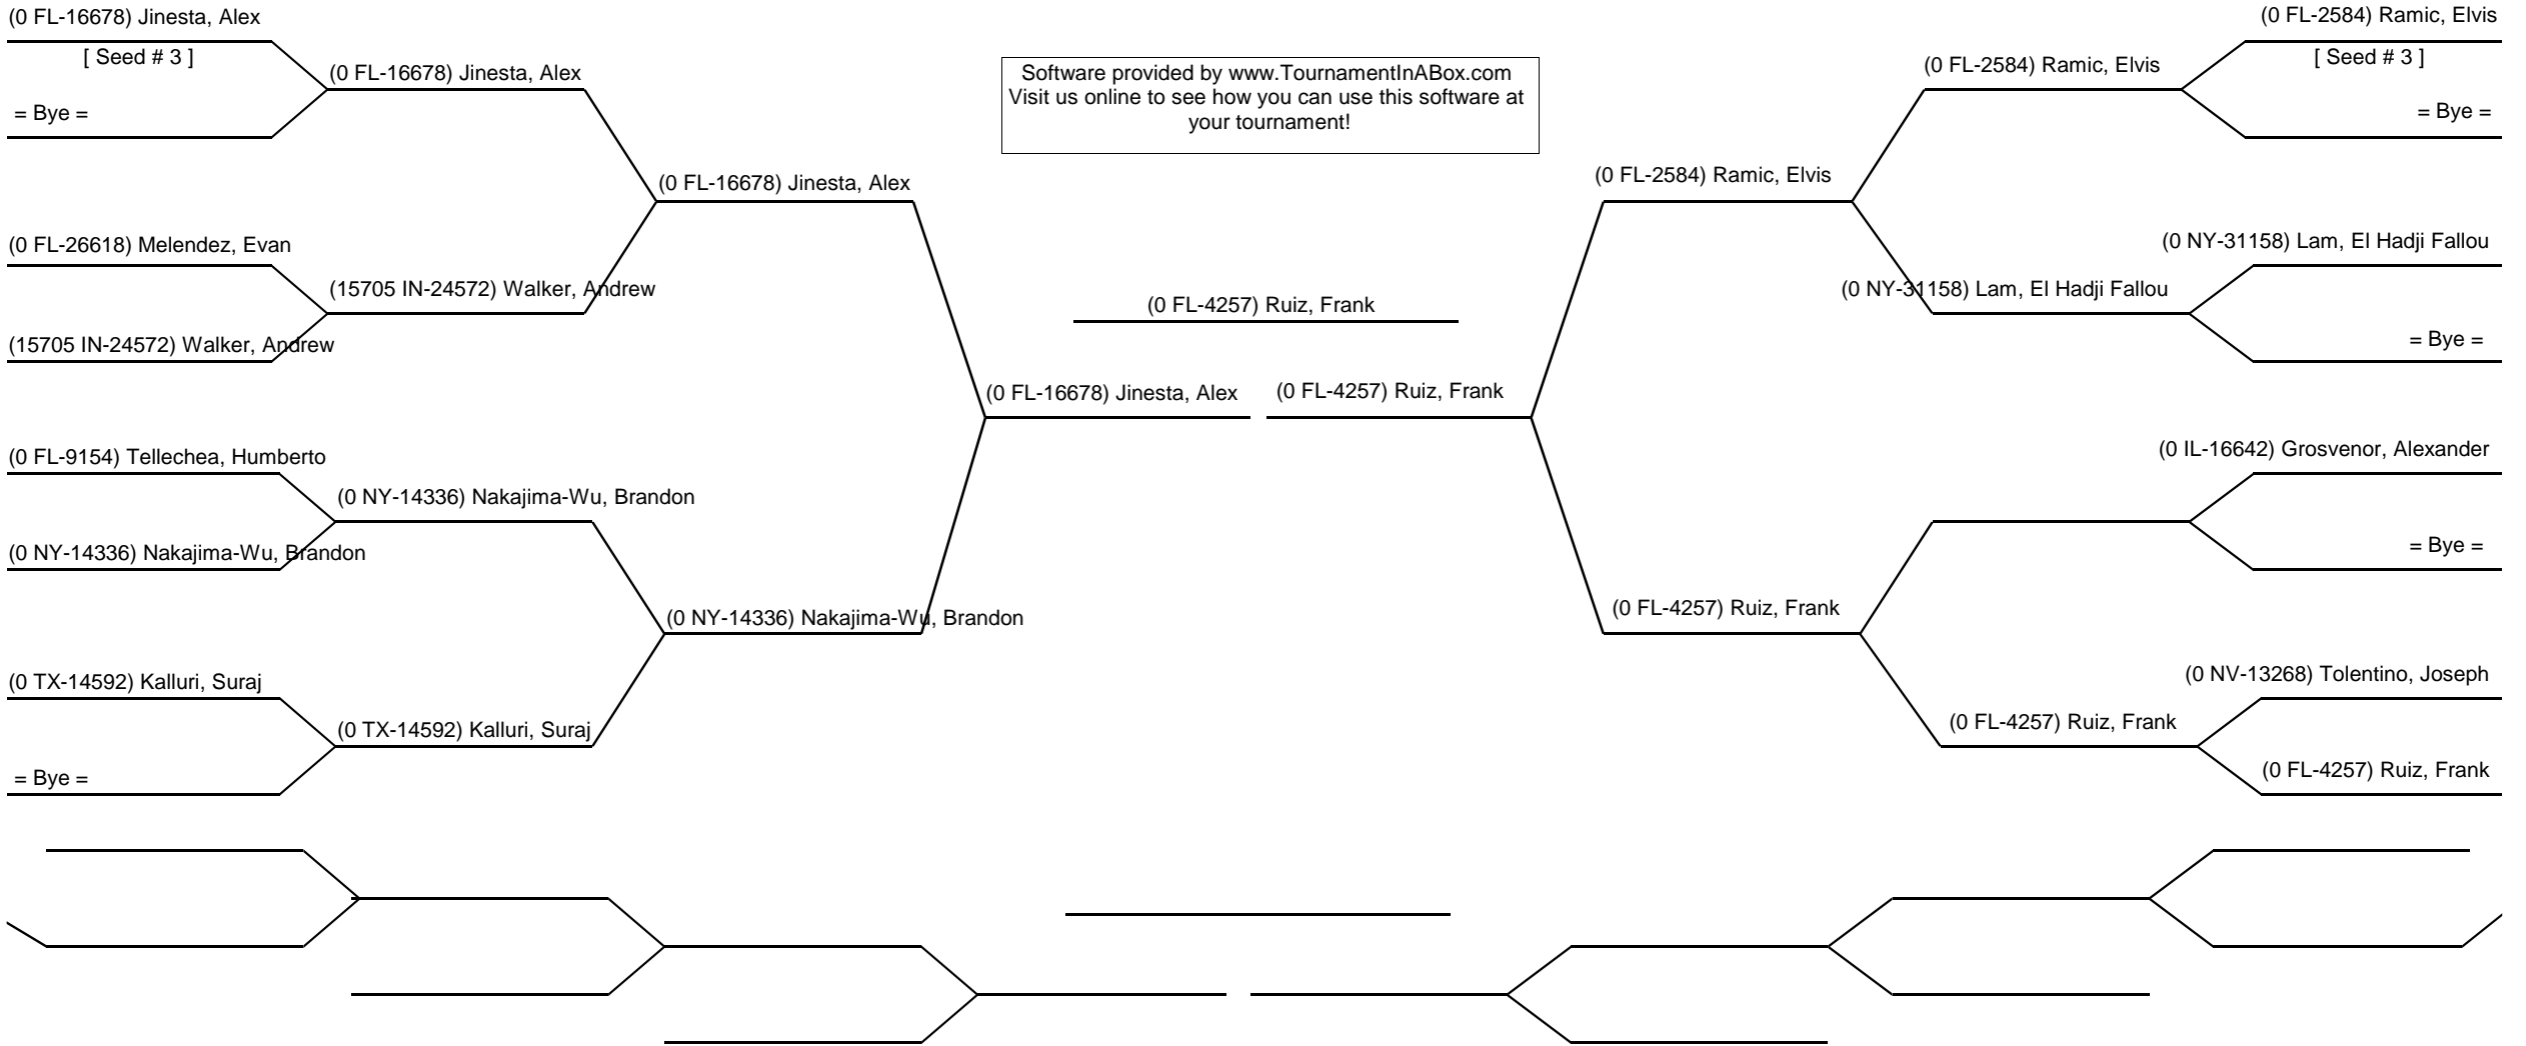 (0 FL-16678) Jinesta, Alex
[ Seed # 3 ]
= Bye =
(0 FL-26618) Melendez, Evan
(15705 IN-24572) Walker, Andrew
(0 FL-9154) Tellechea, Humberto
(0 NY-14336) Nakajima-Wu, Brandon
(0 TX-14592) Kalluri, Suraj
= Bye =
(0 FL-16678) Jinesta, Alex
(15705 IN-24572) Walker, Andrew
(0 NY-14336) Nakajima-Wu, Brandon
(0 TX-14592) Kalluri, Suraj
(0 FL-16678) Jinesta, Alex
(0 NY-14336) Nakajima-Wu, Brandon
(0 FL-16678) Jinesta, Alex
Software provided by www.TournamentInABox.com
Visit us online to see how you can use this software at
your tournament!
(0 FL-4257) Ruiz, Frank
(0 FL-4257) Ruiz, Frank
(0 FL-2584) Ramic, Elvis
(0 FL-4257) Ruiz, Frank
(0 FL-2584) Ramic, Elvis
(0 NY-31158) Lam, El Hadji Fallou
(0 FL-4257) Ruiz, Frank
(0 FL-2584) Ramic, Elvis
[ Seed # 3 ]
= Bye =
(0 NY-31158) Lam, El Hadji Fallou
= Bye =
(0 IL-16642) Grosvenor, Alexander
= Bye =
(0 NV-13268) Tolentino, Joseph
(0 FL-4257) Ruiz, Frank